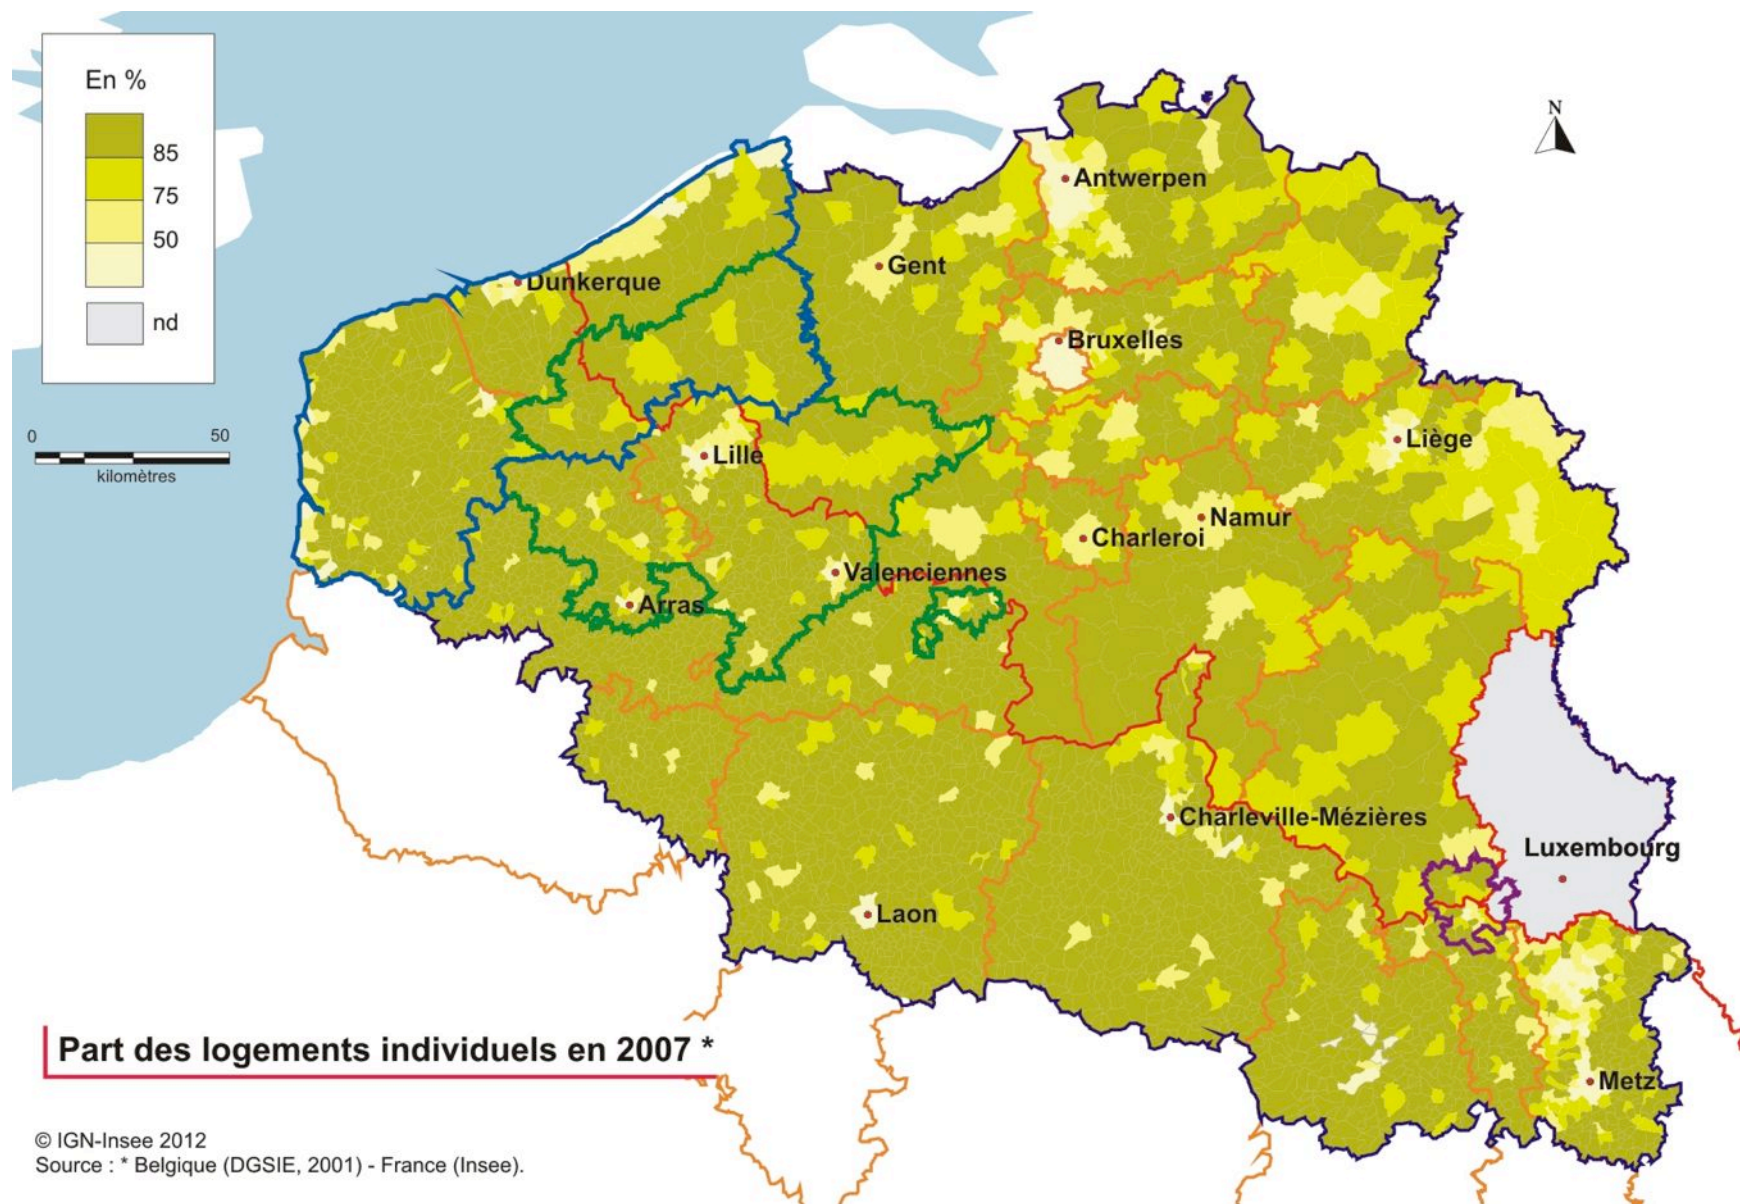 En %
85
75
50
nd
N
0 50
kilomètres
Antwerpen
Gent
Dunkerque
Bruxelles
Liège
Lille
Namur
Charleroi
Valenciennes
Arras
Charleville-Mézières
Luxembourg
Laon
Metz
Part des logements individuels en 2007 *
© IGN-Insee 2012
Source : * Belgique (DGSIE, 2001) - France (Insee).